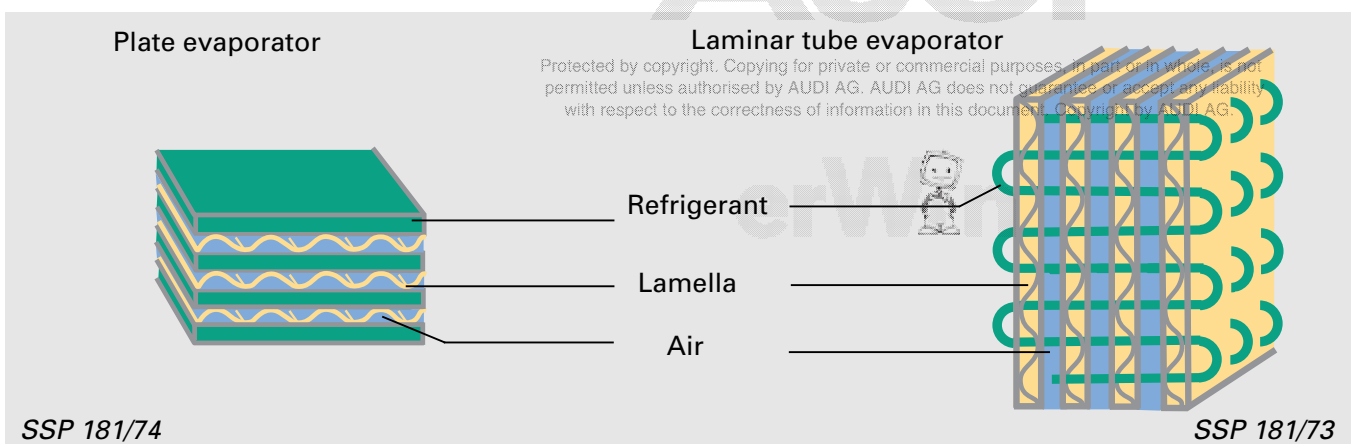 Plate evaporator
Laminar tube evaporator
Protected by copyright. Copying for private or commercial purposes, in part or in whole, is not
permitted unless authorised by AUDI AG. AUDI AG does not guarantee or accept any liability
with respect to the correctness of information in this document. Copyright by AUDI AG.
Refrigerant
erWin
Lamella
Air
SSP 181/74
SSP 181/73